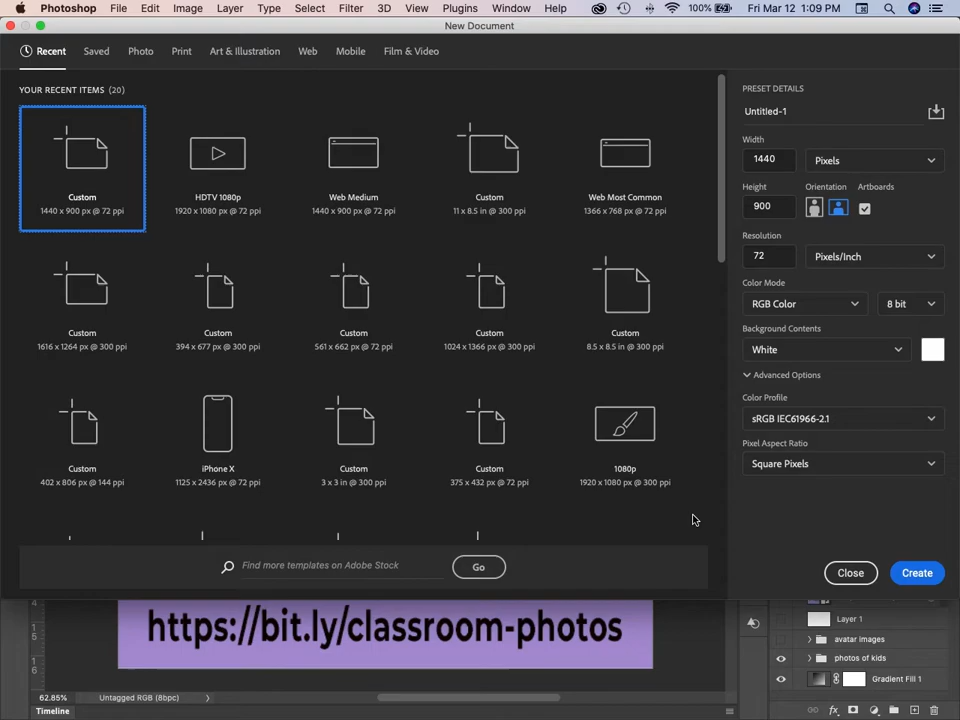 Photoshop File Edit Image Layer Type Select Filter 3D View Plugins Window Help 100% Fri Mar 12 1:09 PM
New Document
Recent Saved Photo Print Art & Illustration Web Mobile Film & Video
YOUR RECENT ITEMS (20)
Custom
1440 x 900 px @ 72 ppi
HDTV 1080p
1920 x 1080 px @ 72 ppi
Web Medium
1440 x 900 px @ 72 ppi
Custom
11 x 8.5 in @ 300 ppi
Web Most Common
1366 x 768 px @ 72 ppi
Custom
1616 x 1264 px @ 300 ppi
Custom
394 x 677 px @ 300 ppi
Custom
561 x 662 px @ 72 ppi
Custom
1024 x 1366 px @ 300 ppi
Custom
8.5 x 8.5 in @ 300 ppi
Custom
402 x 806 px @ 144 ppi
iPhone X
1125 x 2436 px @ 72 ppi
Custom
3 x 3 in @ 300 ppi
Custom
375 x 432 px @ 72 ppi
1080p
1920 x 1080 px @ 300 ppi
Find more templates on Adobe Stock
Go
PRESET DETAILS
Untitled-1
Width
1440 Pixels
Height Orientation Artboards
900
Resolution
72 Pixels/Inch
Color Mode
RGB Color 8 bit
Background Contents
White
Advanced Options
Color Profile
sRGB IEC61966-2.1
Pixel Aspect Ratio
Square Pixels
Close Create
https://bit.ly/classroom-photos
4
1
5
1
6
62.85% Untagged RGB (8bpc)
Timeline
Layer 1
avatar images
photos of kids
Gradient Fill 1
fx